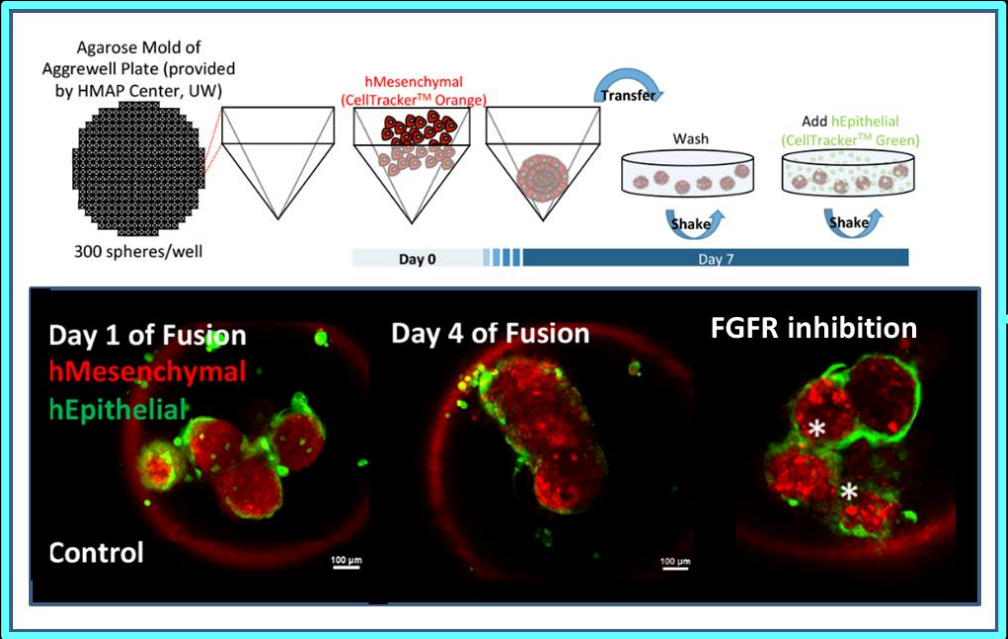 Agarose Mold of
Aggrewell Plate (provided
by HMAP Center, UW)
300 spheres/well
hMesenchymal
(CellTracker™ Orange)
Transfer
Wash
Shake
Add hEpithelial
(CellTracker™ Green)
Shake
Day 0
Day 7
Day 1 of Fusion
hMesenchymal
hEpithelial
Control
100 µm
Day 4 of Fusion
100 µm
FGFR inhibition
*
*